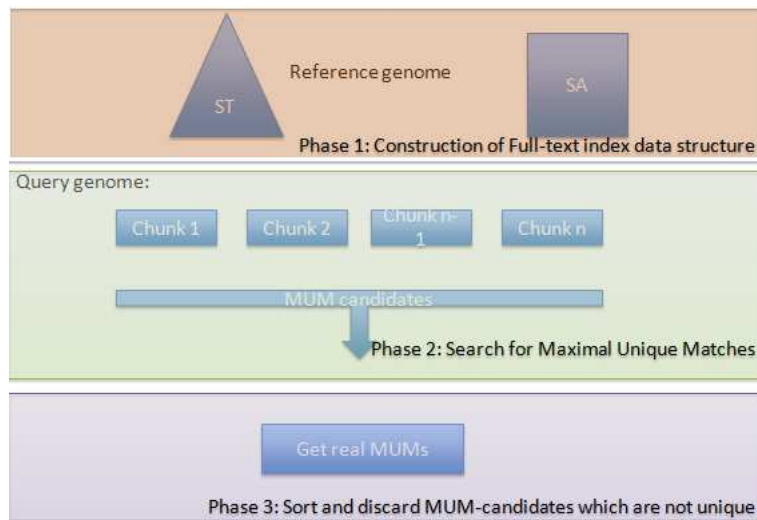 Reference genome
ST
SA
Phase 1: Construction of Full-text index data structure
Query genome:
Chunk 1
Chunk 2
Chunk n-
1
Chunk n
MUM candidates
Phase 2: Search for Maximal Unique Matches
Get real MUMs
Phase 3: Sort and discard MUM-candidates which are not unique